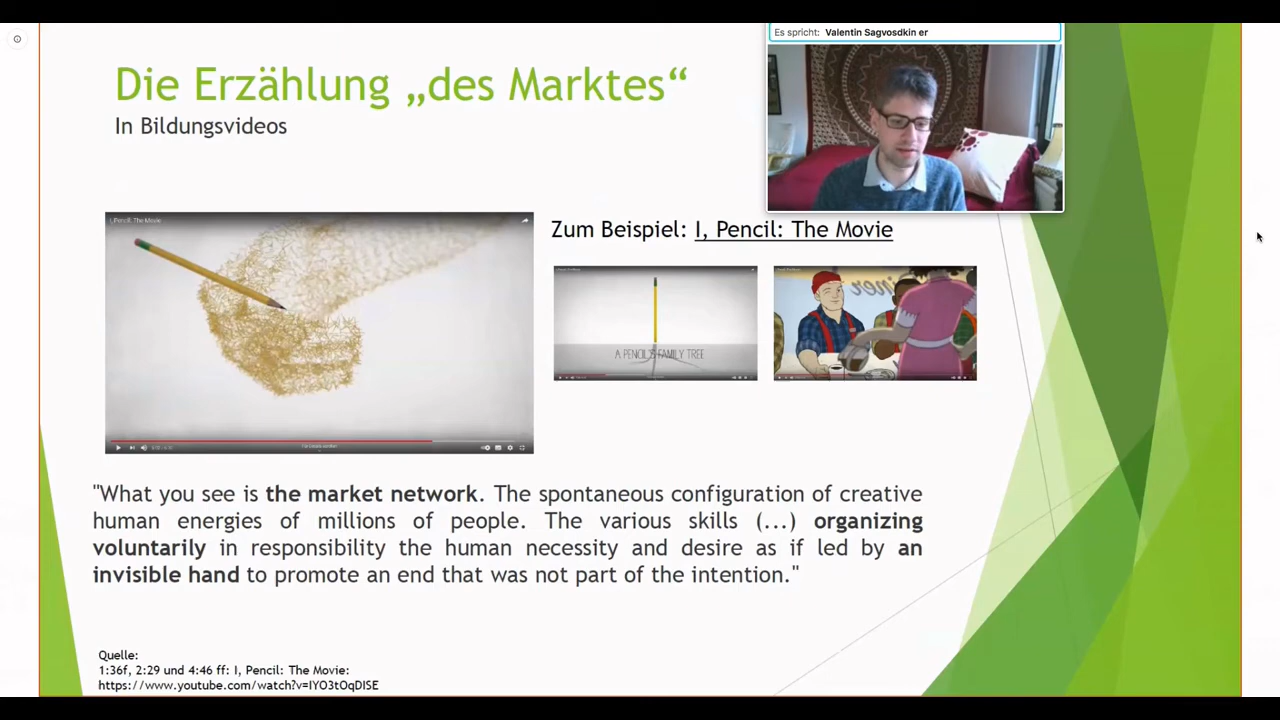 Es spricht: Valentin Sagvosdkin er
Die Erzählung „des Marktes“
In Bildungsvideos
I, Pencil: The Movie
Zum Beispiel: I, Pencil: The Movie
A PENCIL'S FAMILY TREE
"What you see is the market network. The spontaneous configuration of creative
human energies of millions of people. The various skills (...) organizing
voluntarily in responsibility the human necessity and desire as if led by an
invisible hand to promote an end that was not part of the intention."
Quelle:
1:36f, 2:29 und 4:46 ff: I, Pencil: The Movie:
https://www.youtube.com/watch?v=IYO3tOqDISE